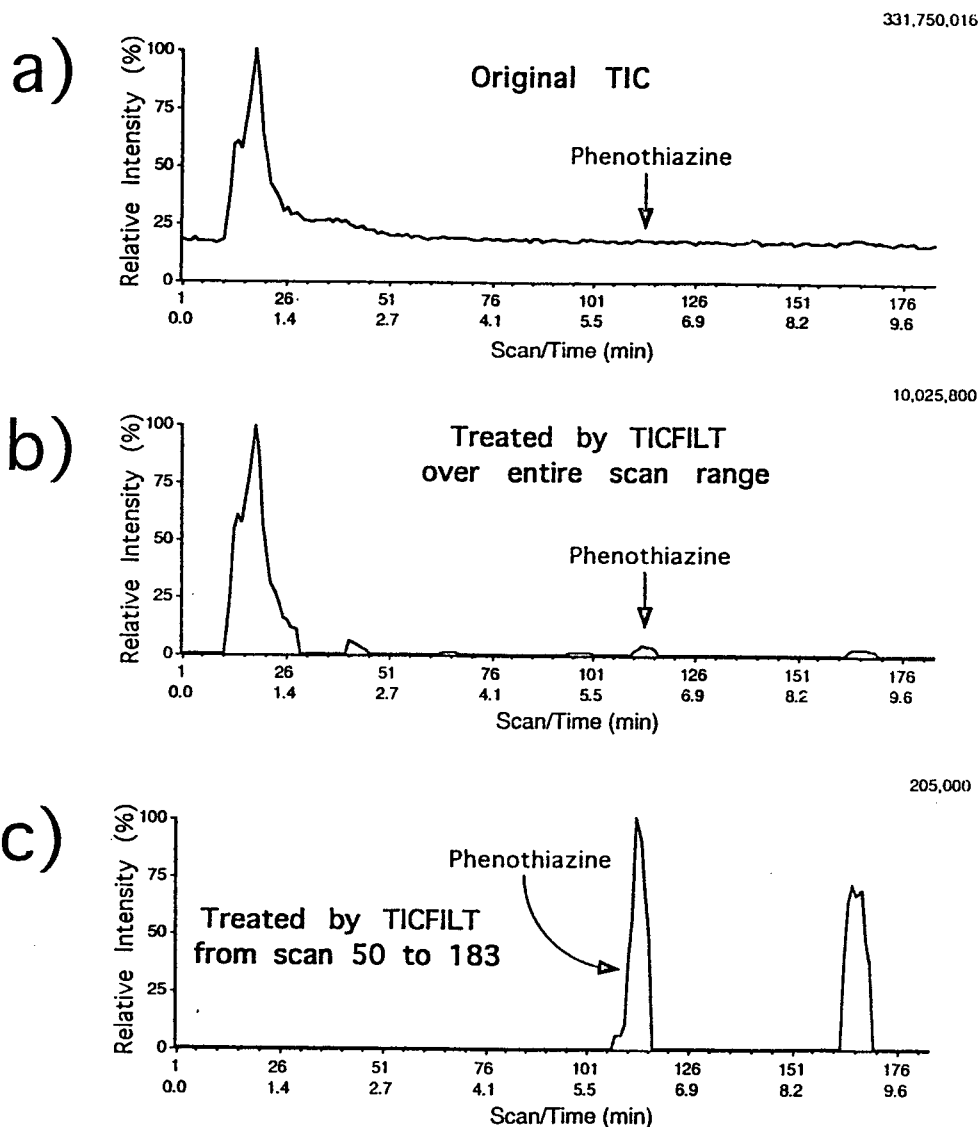 331,750,016
a)
Relative Intensity (%)
100
75
50
25
0
Original TIC
Phenothiazine
1 26 51 76 101 126 151 176
0.0 1.4 2.7 4.1 5.5 6.9 8.2 9.6
Scan/Time (min)
10,025,800
b)
Relative Intensity (%)
100
75
50
25
0
Treated by TICFILT
over entire scan range
Phenothiazine
1 26 51 76 101 126 151 176
0.0 1.4 2.7 4.1 5.5 6.9 8.2 9.6
Scan/Time (min)
205,000
c)
Relative Intensity (%)
100
75
50
25
0
Phenothiazine
Treated by TICFILT
from scan 50 to 183
1 26 51 76 101 126 151 176
0.0 1.4 2.7 4.1 5.5 6.9 8.2 9.6
Scan/Time (min)